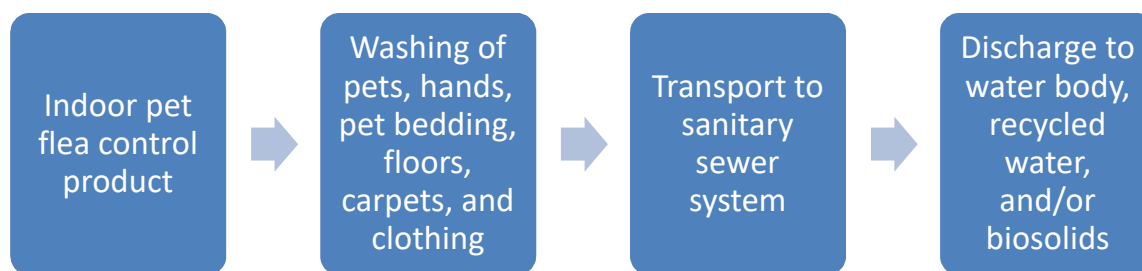 Indoor pet
flea control
product
Washing of
pets, hands,
pet bedding,
floors,
carpets, and
clothing
Transport to
sanitary
sewer
system
Discharge to
water body,
recycled
water,
and/or
biosolids